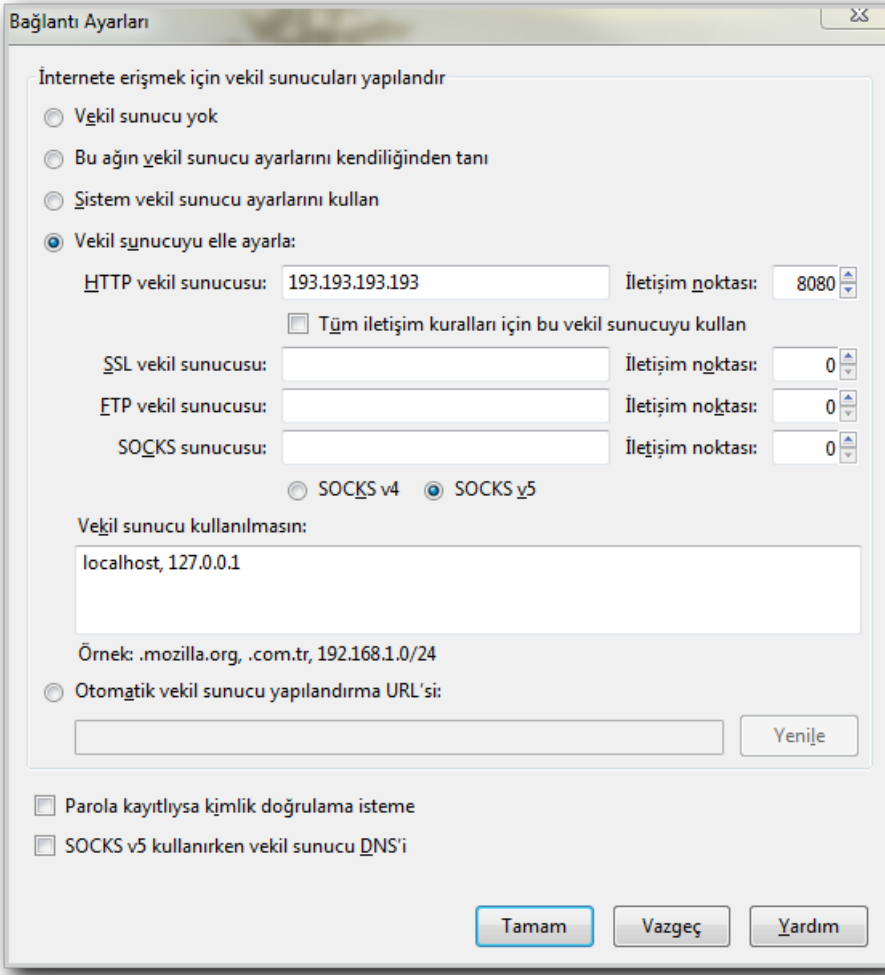 Bağlantı Ayarları
İnternete erişmek için vekil sunucuları yapılandır
Vekil sunucu yok
Bu ağın vekil sunucu ayarlarını kendiliğinden tanı
Sistem vekil sunucu ayarlarını kullan
Vekil sunucuyu elle ayarla:
HTTP vekil sunucusu: 193.193.193.193 İletişim noktası: 8080
Tüm iletişim kuralları için bu vekil sunucuyu kullan
SSL vekil sunucusu: İletişim noktası: 0
FTP vekil sunucusu: İletişim noktası: 0
SOCKS sunucusu: İletişim noktası: 0
SOCKS v4 SOCKS v5
Vekil sunucu kullanılmasın:
localhost, 127.0.0.1
Örnek: .mozilla.org, .com.tr, 192.168.1.0/24
Otomatik vekil sunucu yapılandırma URL'si:
Yenile
Parola kayıtlıysa kimlik doğrulama isteme
SOCKS v5 kullanırken vekil sunucu DNS'i
Tamam Vazgeç Yardım